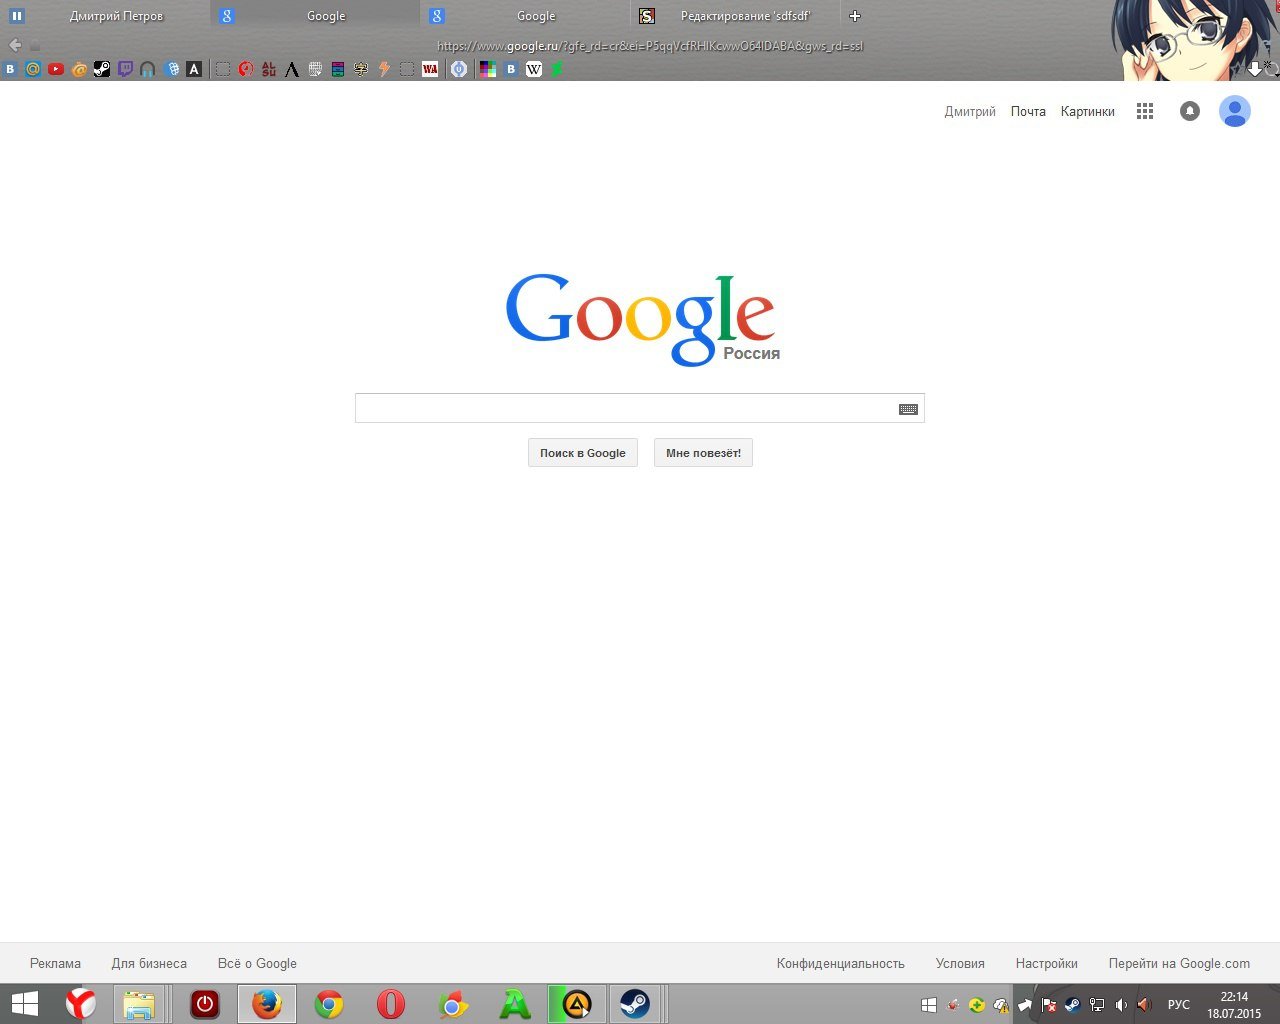 Дмитрий Петров
Google
Google
Редактирование 'sdfsdf'
https://www.google.ru/?gfe_rd=cr&ei=P5qqVcfRHIKcwwO64IDABA&gws_rd=ssl
Дмитрий Почта Картинки
Google
Россия
Поиск в Google Мне повезёт!
Реклама Для бизнеса Всё о Google Конфиденциальность Условия Настройки Перейти на Google.com
РУС
22:14
18.07.2015